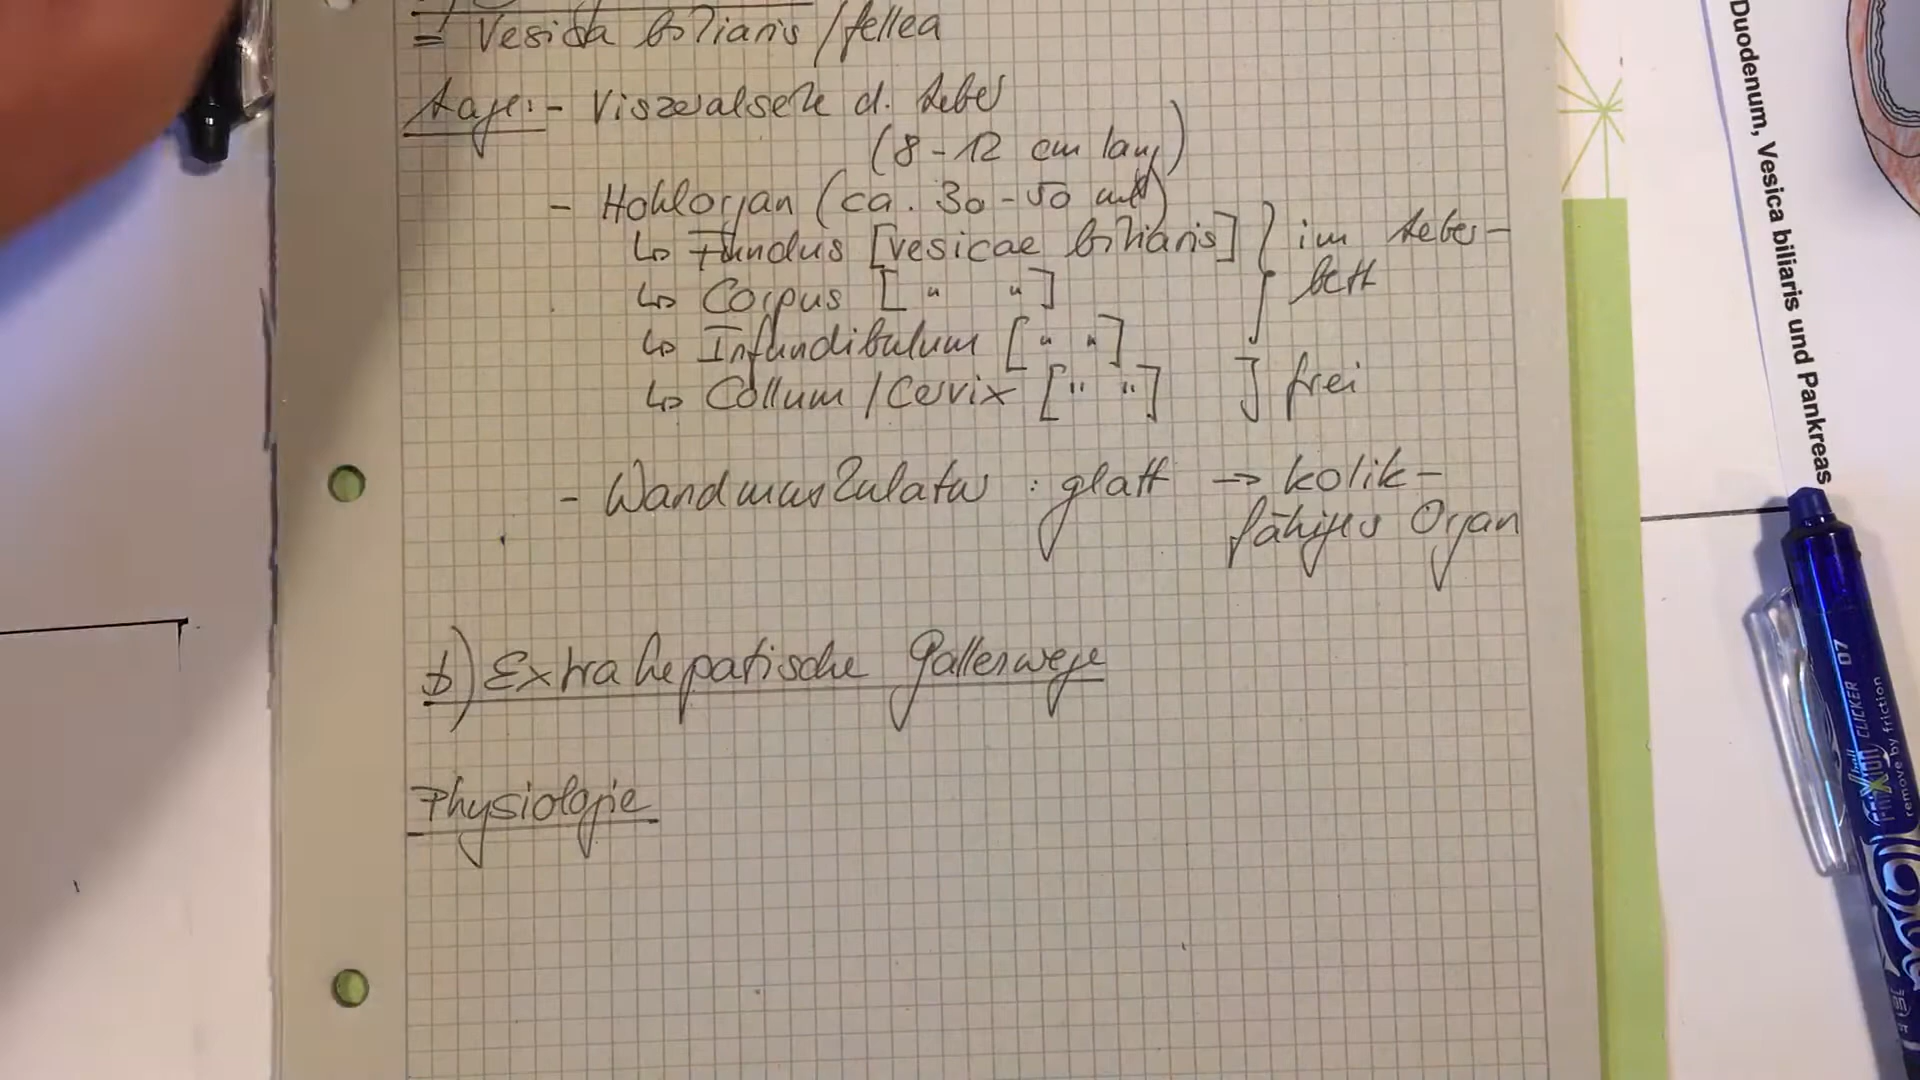 = Vesica biliaris / fellea
Lage: - Viszeralseite d. Leber
(8-12 cm lang)
- Hohlorgan (ca. 30-50 ml)
↳ Fundus [vesicae biliaris] } im Leber-
bett
↳ Corpus [" "]
↳ Infundibulum [" "]
↳ Collum / Cervix [" "] ] frei
- Wandmuskulatur : glatt → kolik-
fähiges Organ
b) Extrahepatische Gallenwege
Physiologie
Duodenum, Vesica biliaris und Pankreas
FriXion Ball CLICKER 07
remove by friction